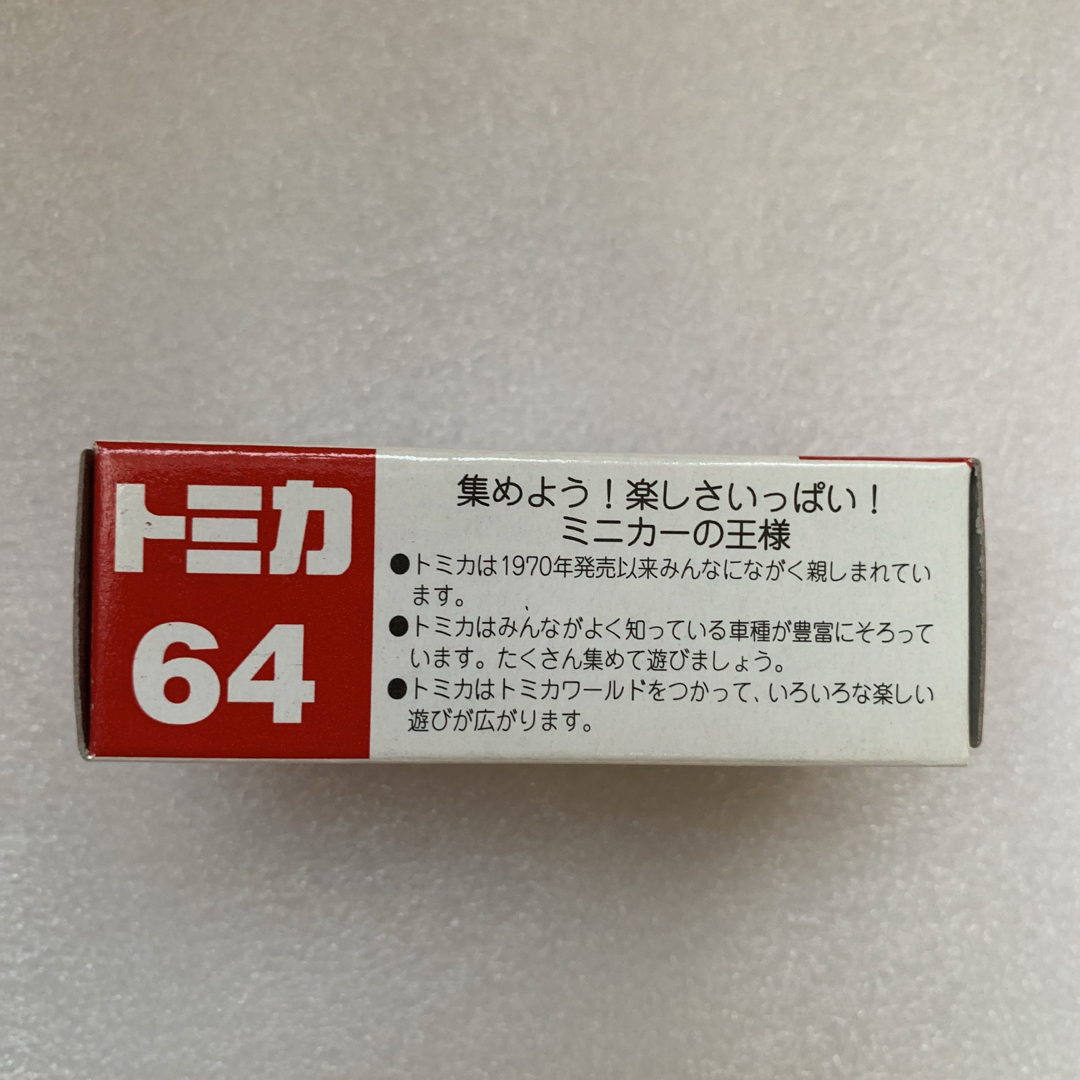 トミカ
64
集めよう！楽しさいっぱい！
ミニカーの王様
●トミカは1970年発売以来みんなにながく親しまれてい
ます。
●トミカはみんながよく知っている車種が豊富にそろって
います。たくさん集めて遊びましょう。
●トミカはトミカワールドをつかって、いろいろな楽しい
遊びが広がります。